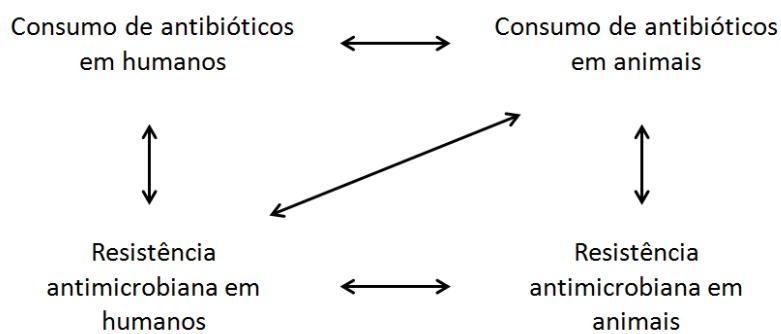 Consumo de antibióticos
em humanos
Consumo de antibióticos
em animais
Resistência
antimicrobiana em
humanos
Resistência
antimicrobiana em
animais